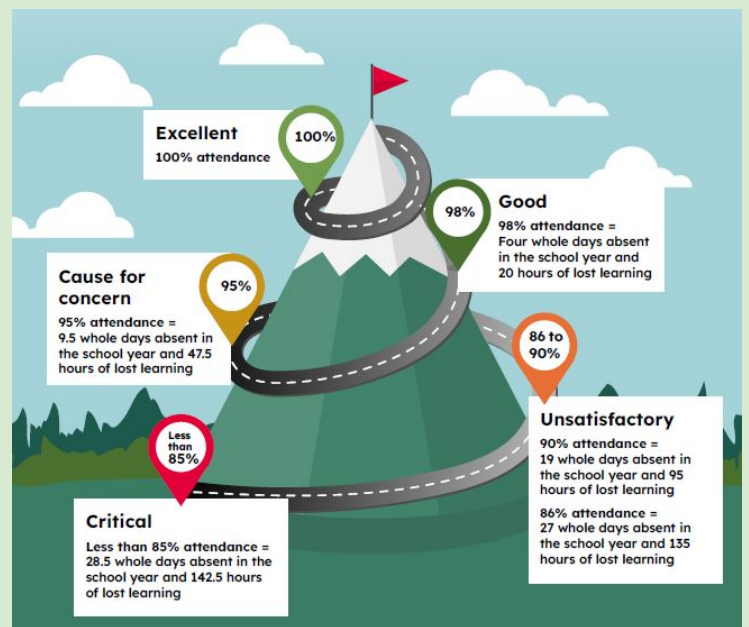 Excellent
100% attendance
100%
98%
Good
98% attendance =
Four whole days absent
in the school year and
20 hours of lost learning
Cause for
concern
95% attendance =
9.5 whole days absent in
the school year and 47.5
hours of lost learning
95%
86 to
90%
Unsatisfactory
90% attendance =
19 whole days absent in
the school year and 95
hours of lost learning
86% attendance =
27 whole days absent in
the school year and 135
hours of lost learning
Less
than
85%
Critical
Less than 85% attendance =
28.5 whole days absent in the
school year and 142.5 hours
of lost learning